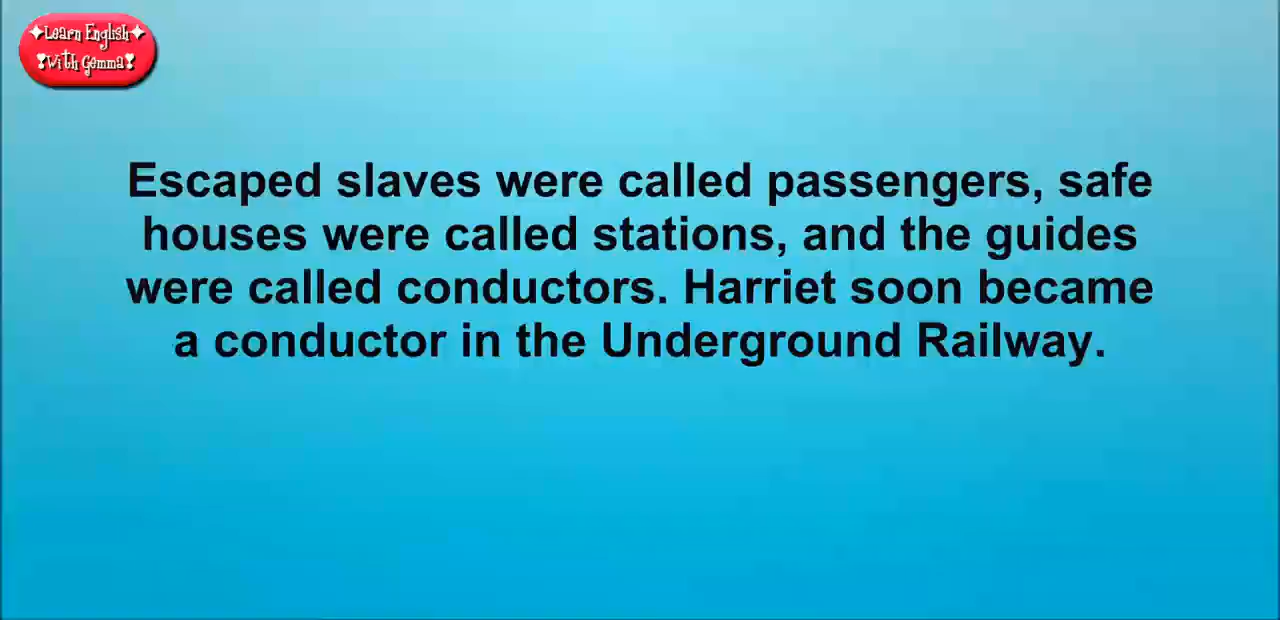 ✦Learn English✦
❣With Gemma❣
Escaped slaves were called passengers, safe
houses were called stations, and the guides
were called conductors. Harriet soon became
a conductor in the Underground Railway.